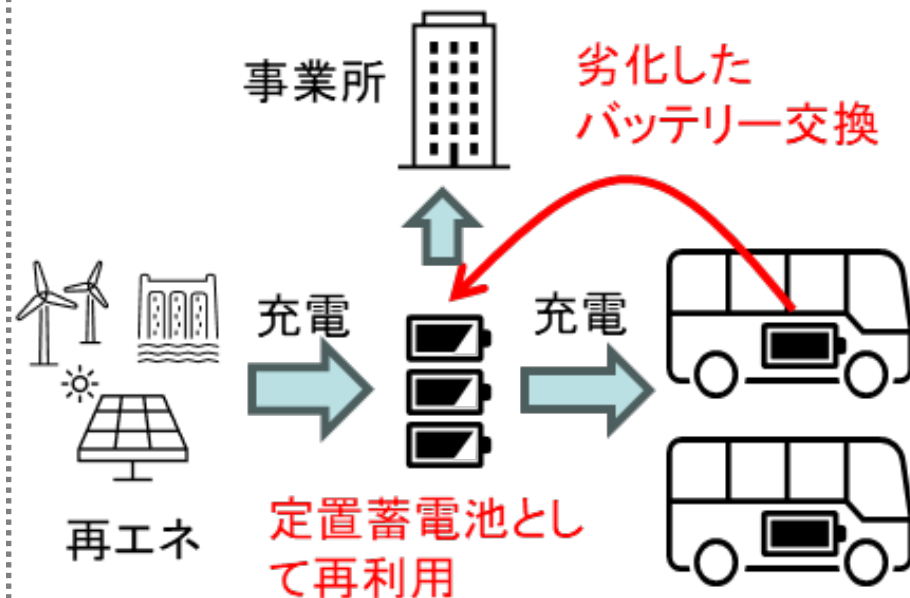 事業所
劣化した
バッテリー交換
充電
充電
再エネ
定置蓄電池とし
て再利用